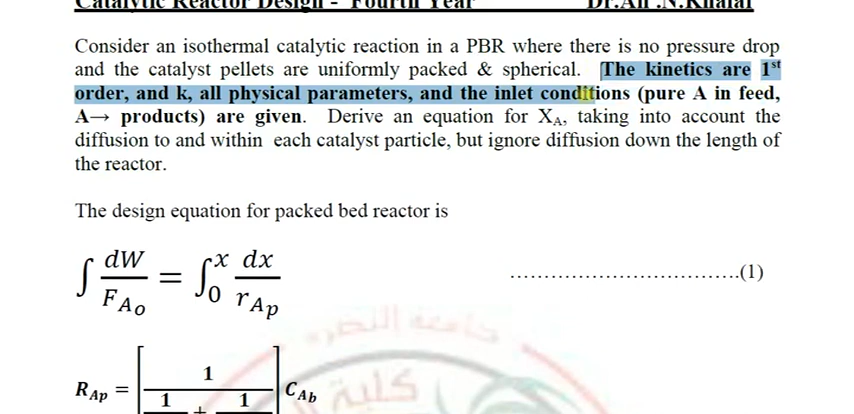 Catalytic Reactor Design - Fourth Year Dr.Ali .N.Khalaf
Consider an isothermal catalytic reaction in a PBR where there is no pressure drop
and the catalyst pellets are uniformly packed & spherical. The kinetics are 1st
order, and k, all physical parameters, and the inlet conditions (pure A in feed,
A→ products) are given. Derive an equation for XA, taking into account the
diffusion to and within each catalyst particle, but ignore diffusion down the length of
the reactor.
The design equation for packed bed reactor is
∫ dW / FAo = ∫0x dx / rAp ......................................(1)
RAp = [ 1 / 1 + 1 ] CAb